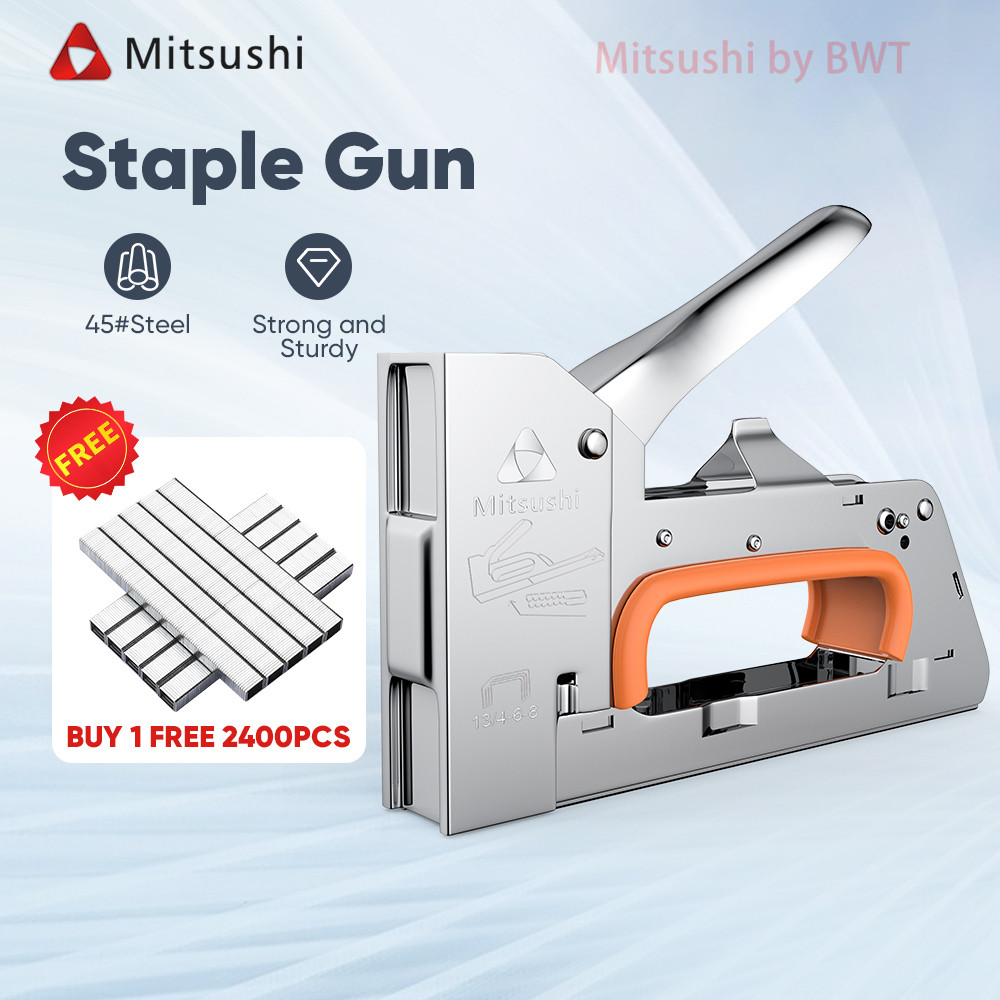 Mitsushi
Mitsushi by BWT
Staple Gun
45#Steel
Strong and
Sturdy
FREE
BUY 1 FREE 2400PCS
Mitsushi
13/4-6-8